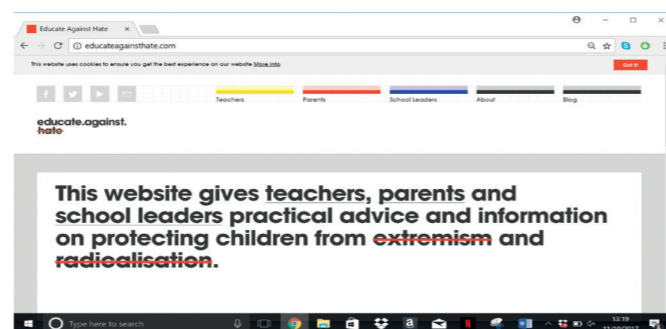 Educate Against Hate
educateagainsthate.com
This website uses cookies to ensure you get the best experience on our website More info
Got it
Teachers
Parents
School Leaders
About
Blog
educate.against.
hate
This website gives teachers, parents and
school leaders practical advice and information
on protecting children from extremism and
radicalisation.
Type here to search
13:19
11/10/2017